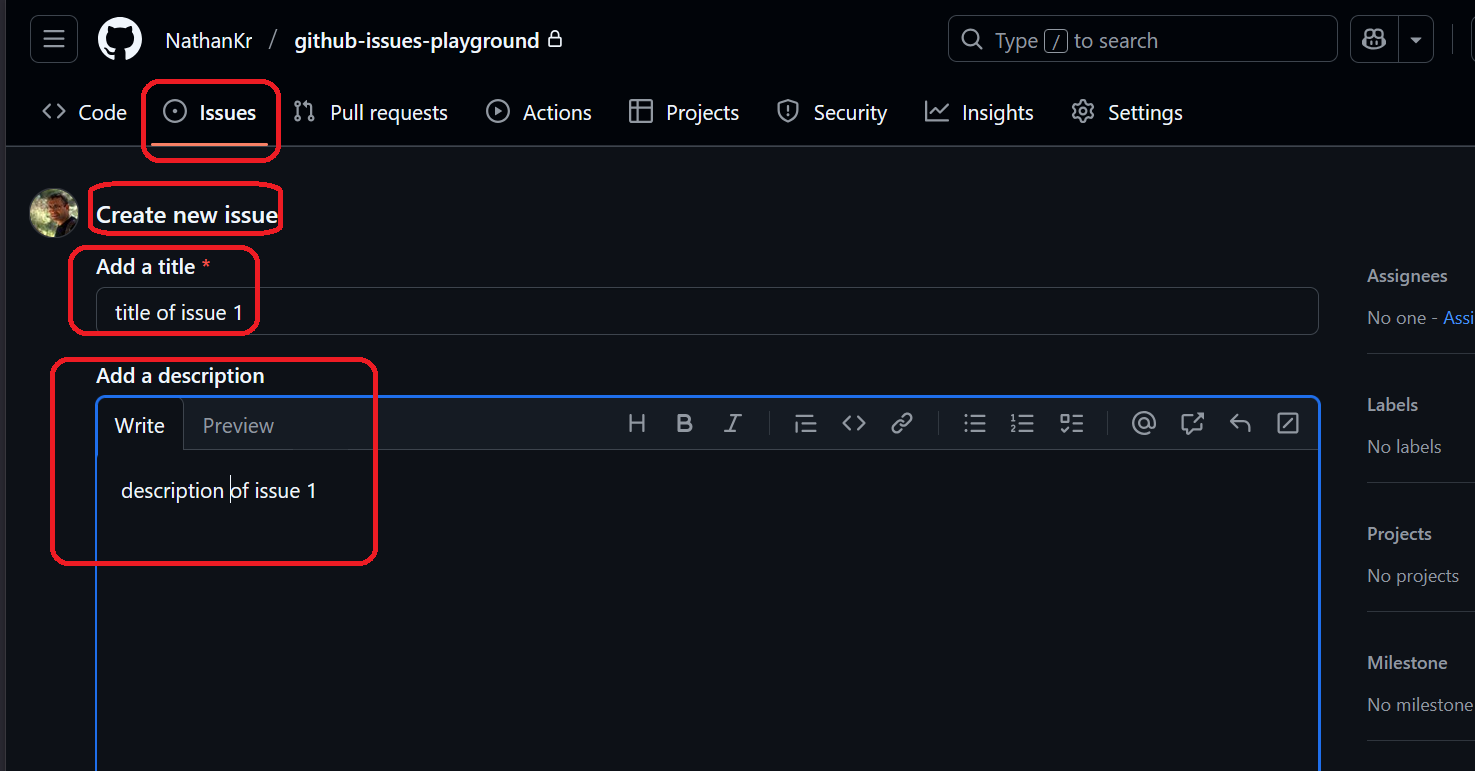 NathanKr / github-issues-playground
Type / to search
Code Issues Pull requests Actions Projects Security Insights Settings
Create new issue
Add a title *
title of issue 1
Add a description
Write Preview
H B I
description of issue 1
Assignees
No one - Assi
Labels
No labels
Projects
No projects
Milestone
No milestone